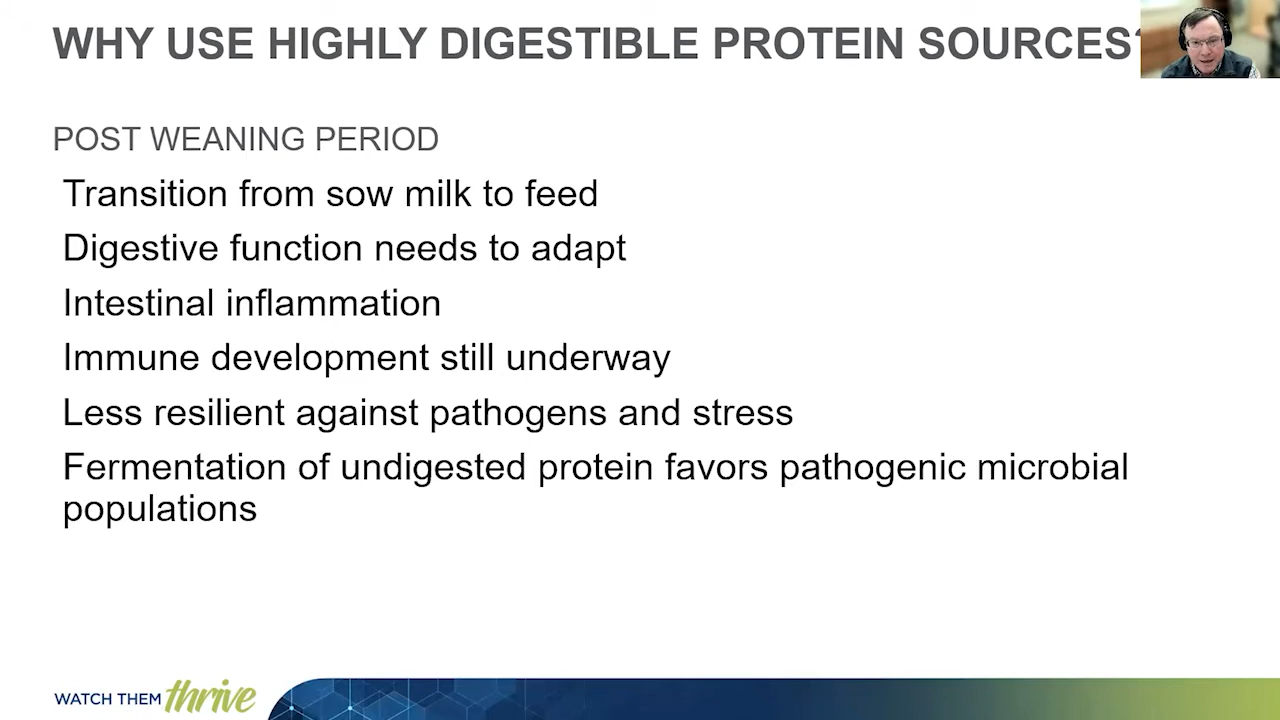 WHY USE HIGHLY DIGESTIBLE PROTEIN SOURCES?
POST WEANING PERIOD
Transition from sow milk to feed
Digestive function needs to adapt
Intestinal inflammation
Immune development still underway
Less resilient against pathogens and stress
Fermentation of undigested protein favors pathogenic microbial
populations
WATCH THEM thrive